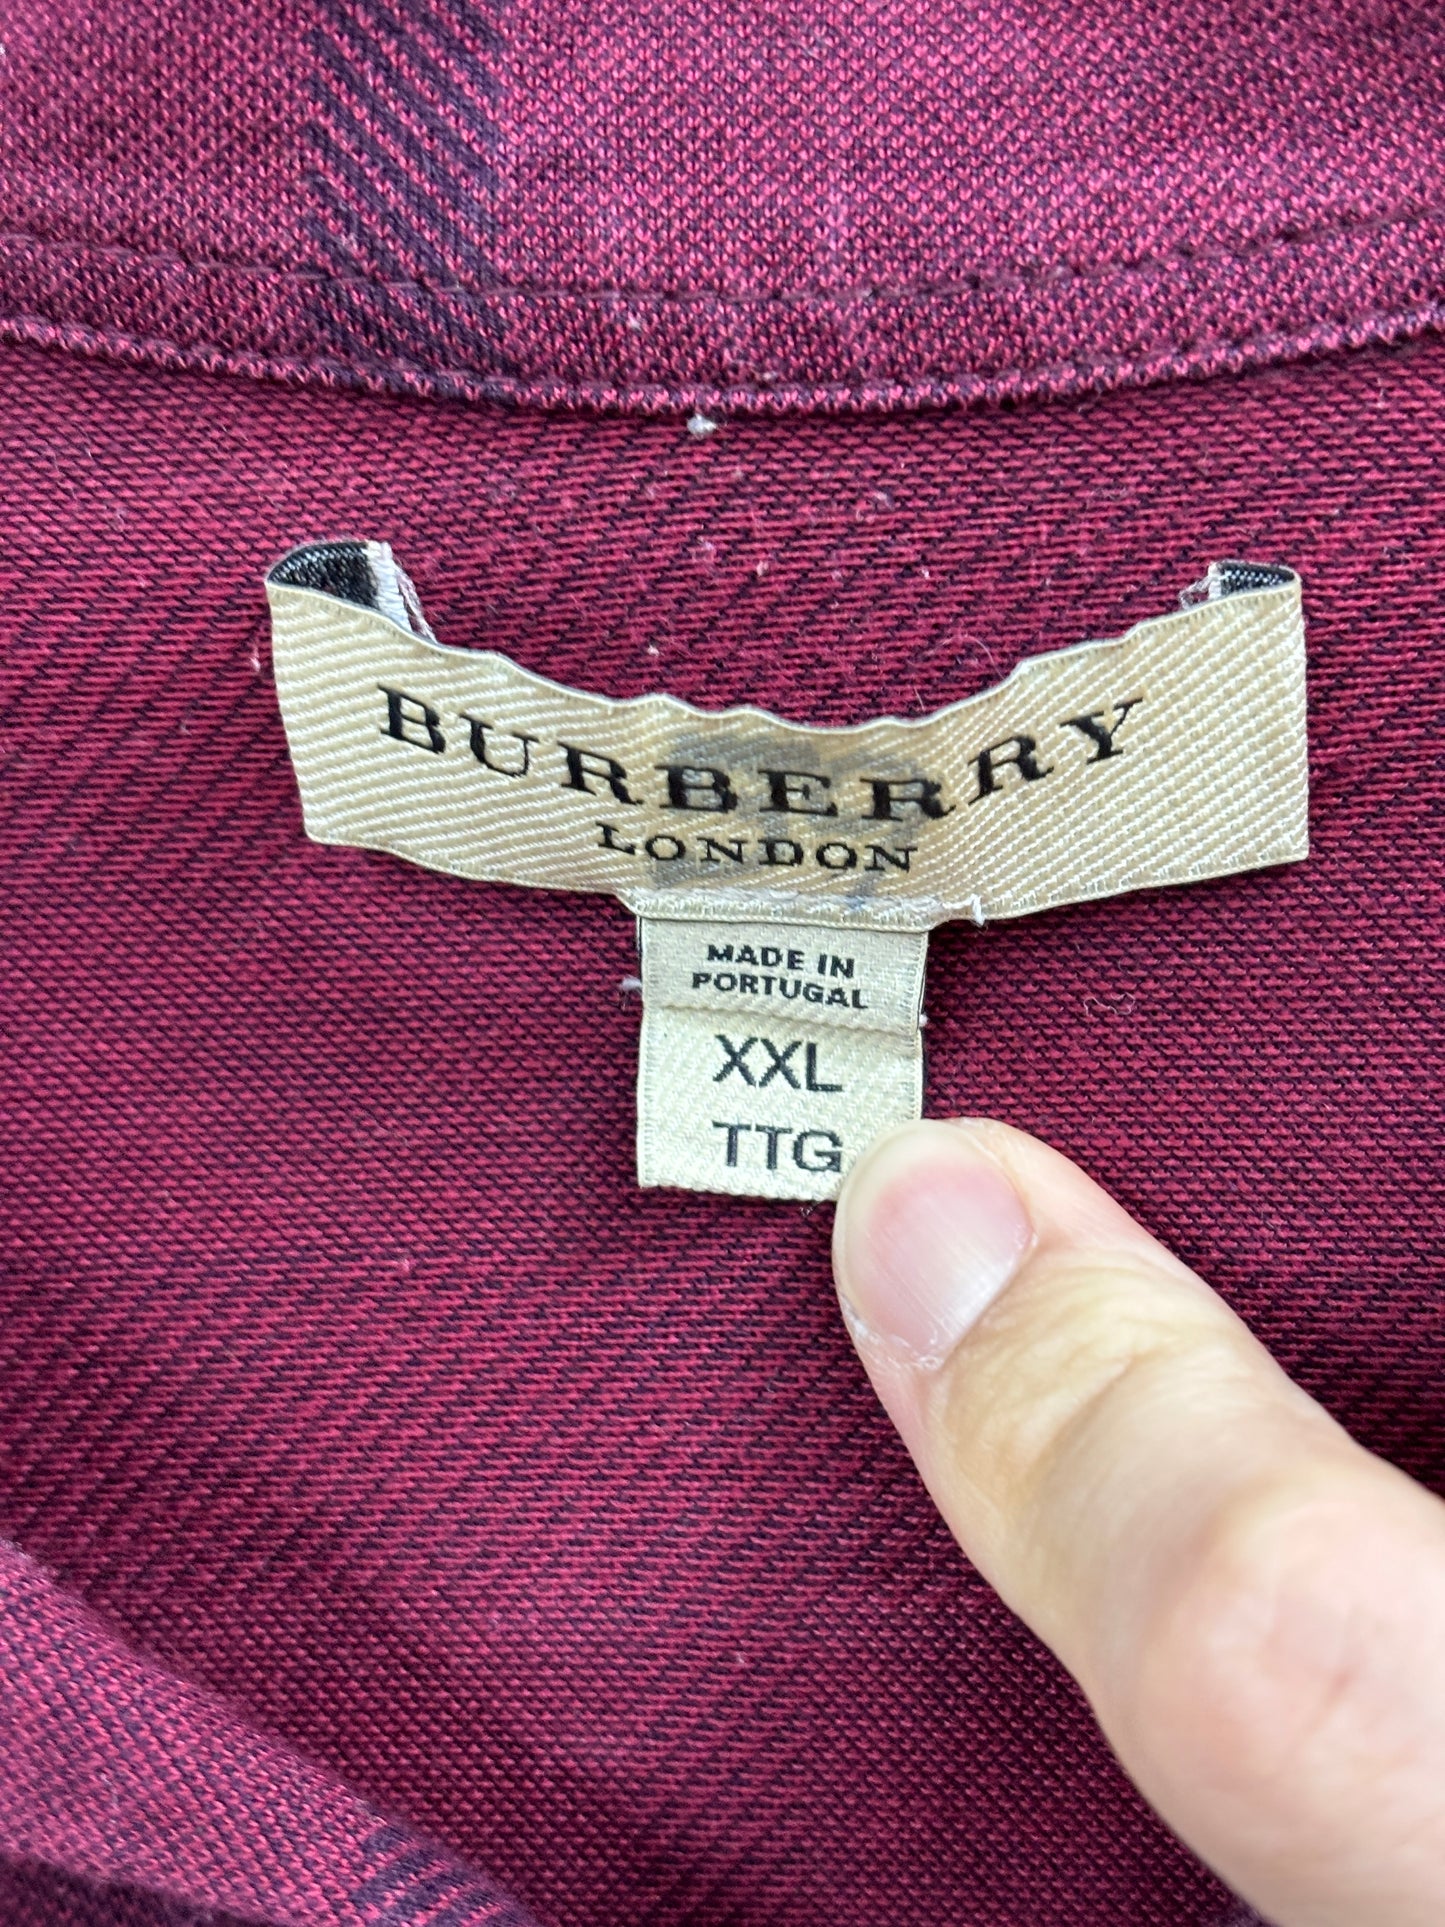 BURBERRY
LONDON
MADE IN
PORTUGAL
XXL
TTG